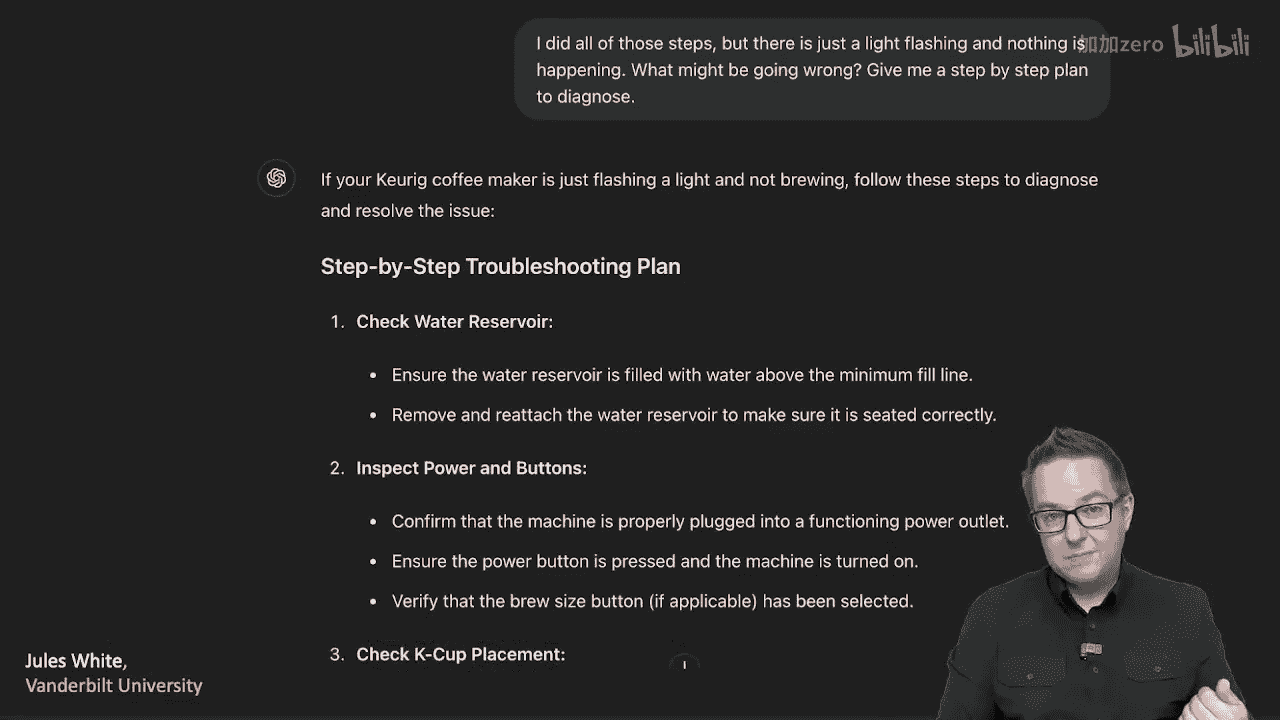 I did all of those steps, but there is just a light flashing and nothing is
加加zero bilibili
happening. What might be going wrong? Give me a step by step plan
to diagnose.
If your Keurig coffee maker is just flashing a light and not brewing, follow these steps to diagnose
and resolve the issue:
Step-by-Step Troubleshooting Plan
1. Check Water Reservoir:
• Ensure the water reservoir is filled with water above the minimum fill line.
• Remove and reattach the water reservoir to make sure it is seated correctly.
2. Inspect Power and Buttons:
• Confirm that the machine is properly plugged into a functioning power outlet.
• Ensure the power button is pressed and the machine is turned on.
• Verify that the brew size button (if applicable) has been selected.
3. Check K-Cup Placement:
Jules White,
Vanderbilt University